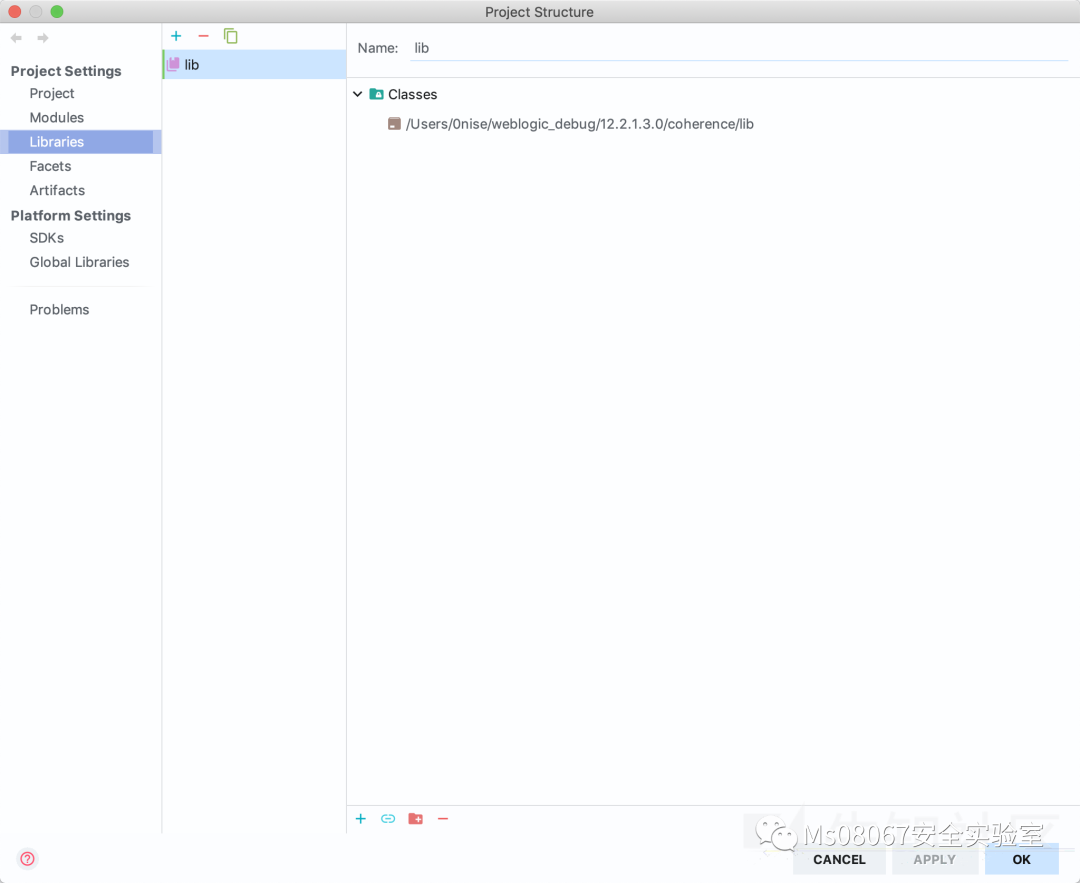 Project Structure
Project Settings
Project
Modules
Libraries
Facets
Artifacts
Platform Settings
SDKs
Global Libraries
Problems
lib
Name: lib
Classes
/Users/0nise/weblogic_debug/12.2.1.3.0/coherence/lib
Ms08067安全实验室
CANCEL
APPLY
OK